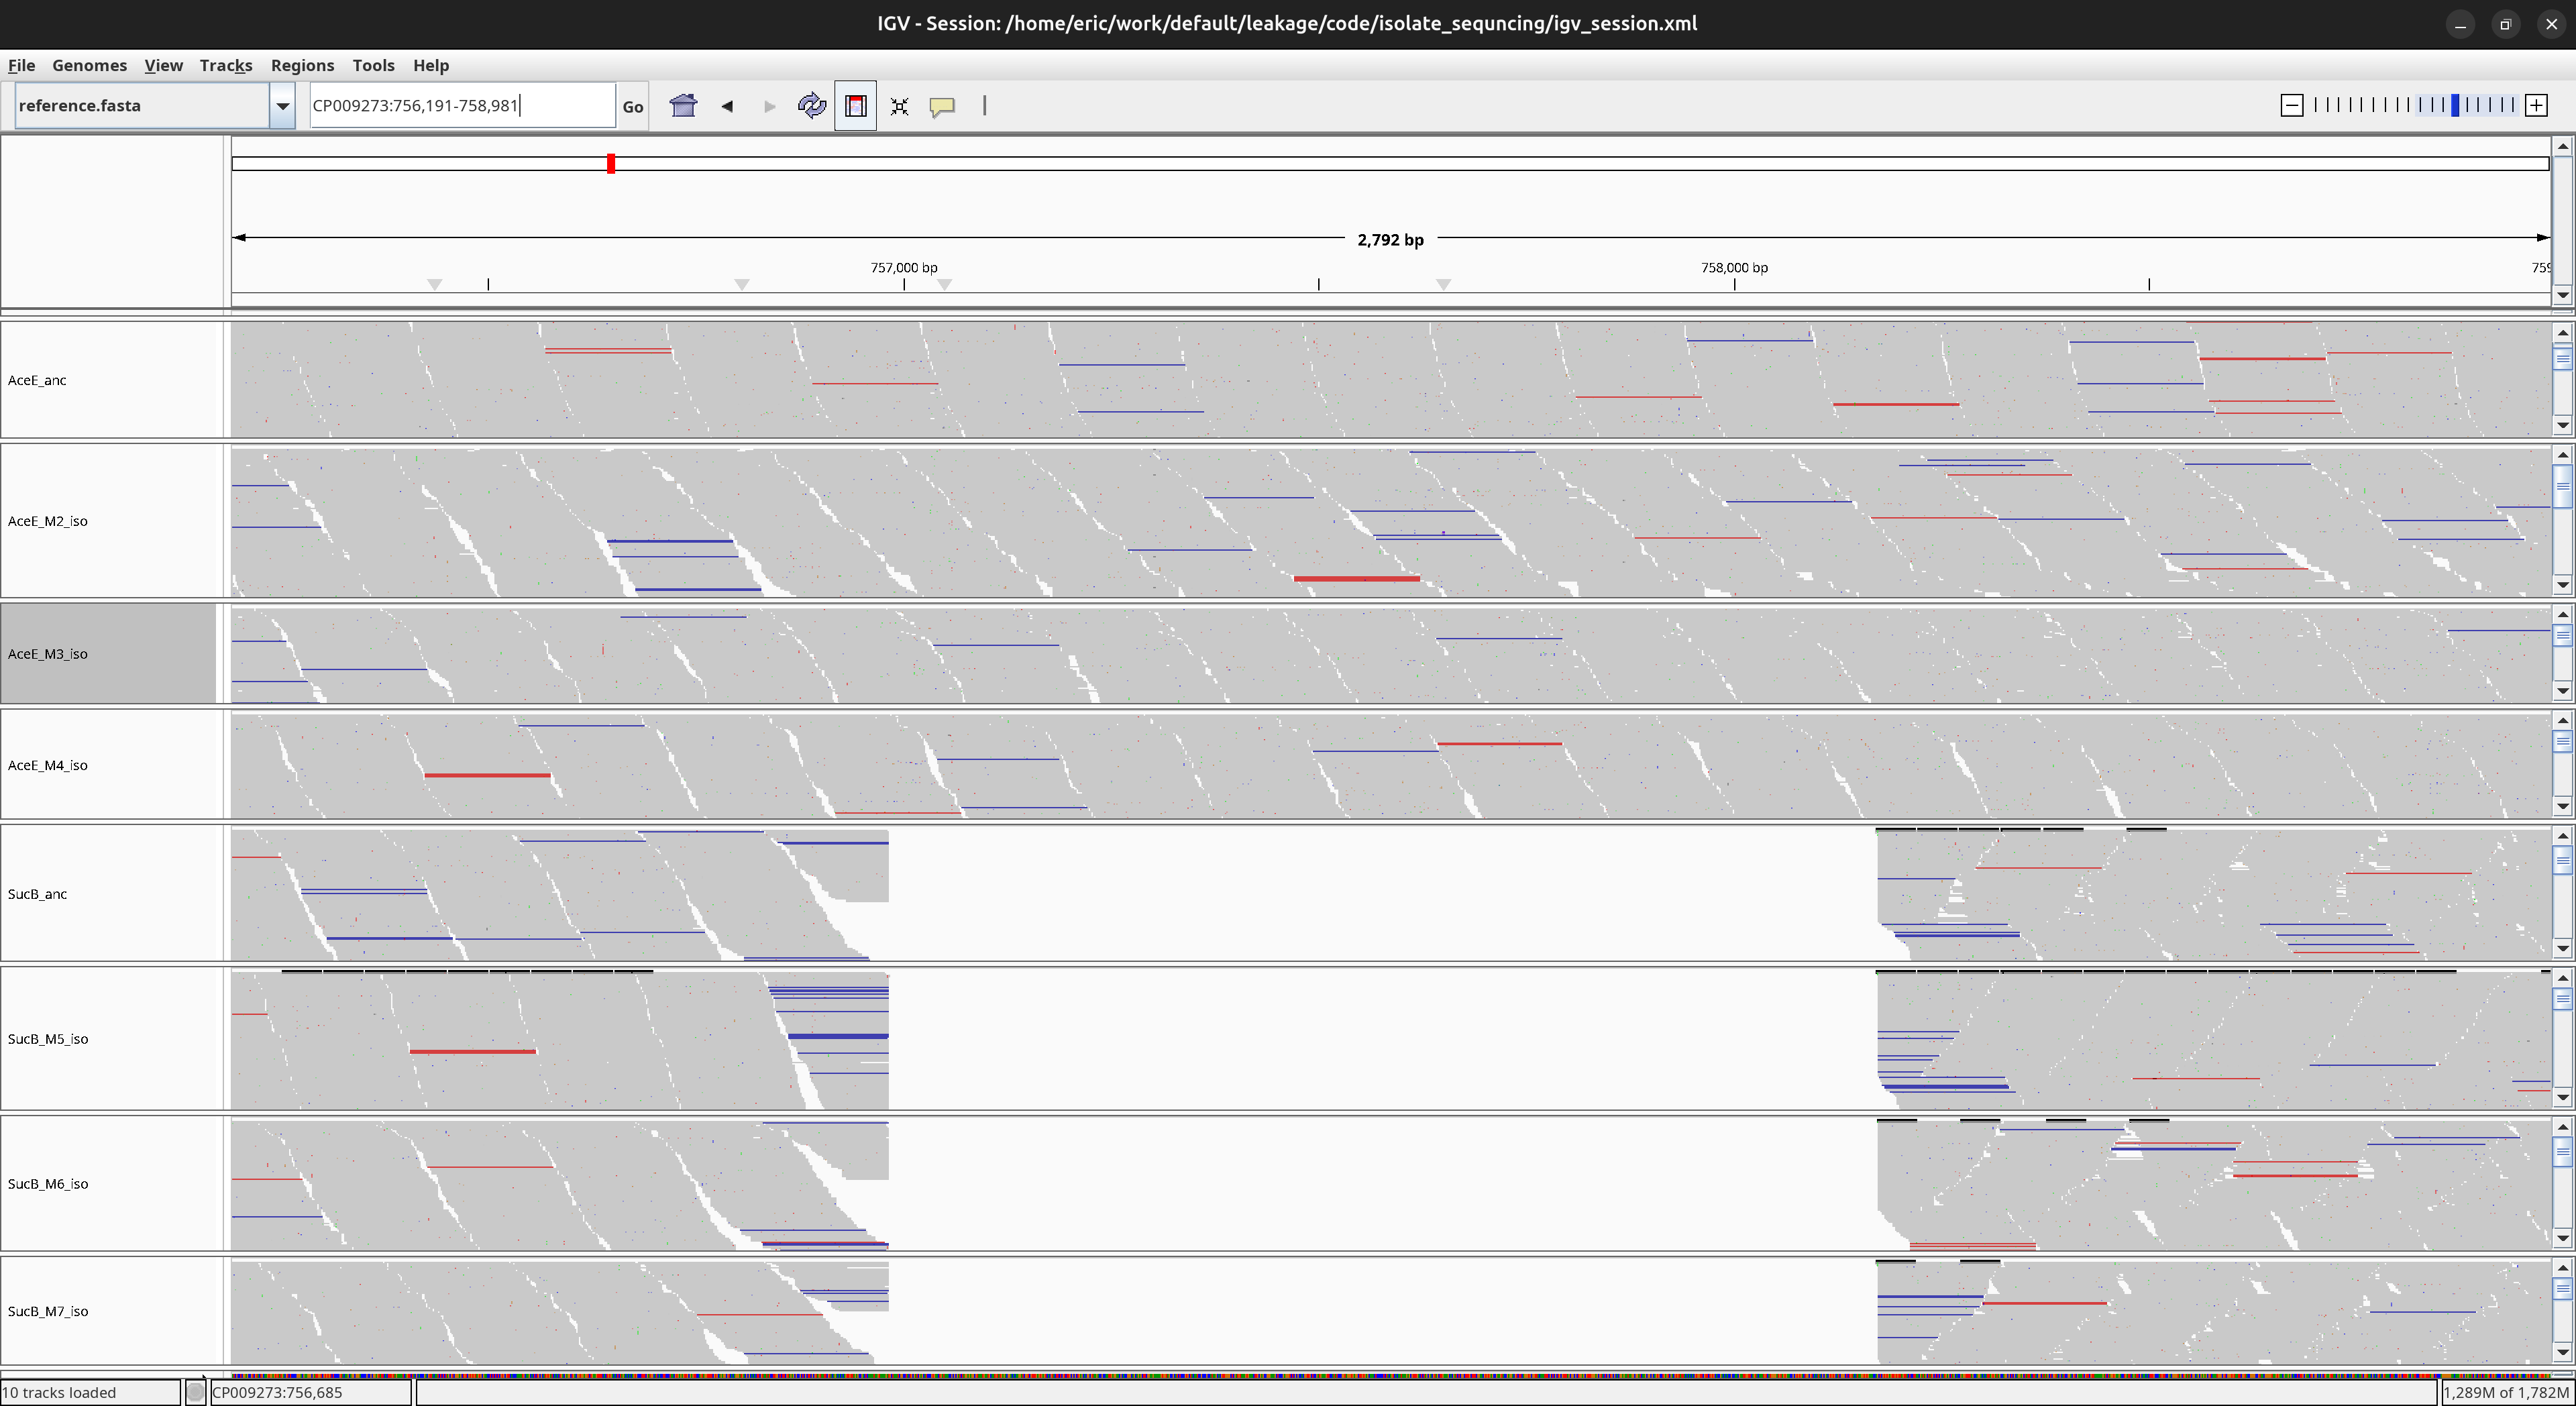 IGV - Session: /home/eric/work/default/leakage/code/isolate_sequncing/igv_session.xml
File Genomes View Tracks Regions Tools Help
reference.fasta CP009273:756,191-758,981 Go
2,792 bp
757,000 bp 758,000 bp 759
AceE_anc
AceE_M2_iso
AceE_M3_iso
AceE_M4_iso
SucB_anc
SucB_M5_iso
SucB_M6_iso
SucB_M7_iso
10 tracks loaded CP009273:756,685 1,289M of 1,782M